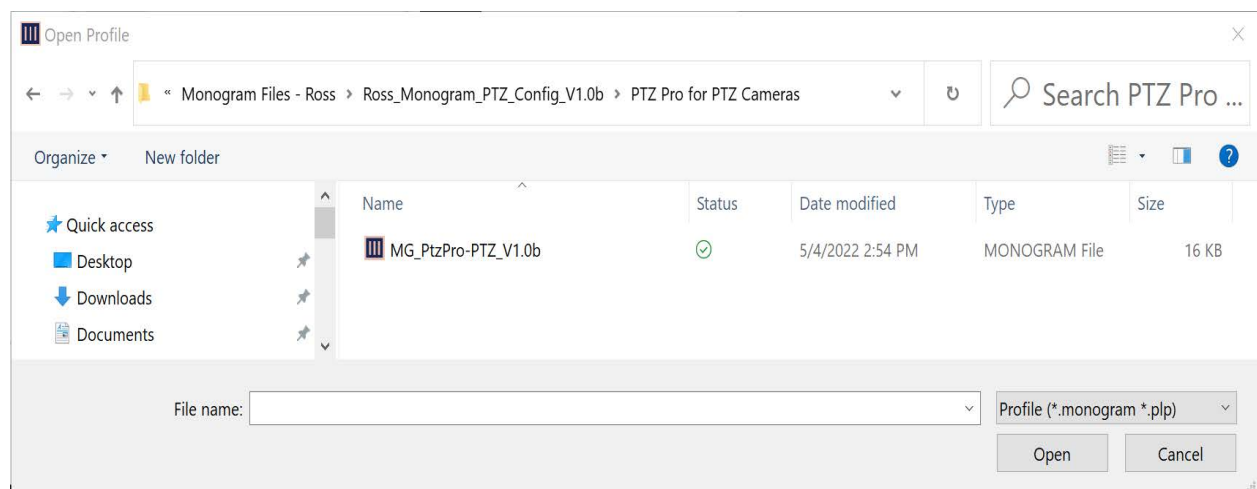 Open Profile
« Monogram Files - Ross > Ross_Monogram_PTZ_Config_V1.0b > PTZ Pro for PTZ Cameras
Search PTZ Pro ...
Organize New folder
Name Status Date modified Type Size
Quick access
MG_PtzPro-PTZ_V1.0b 5/4/2022 2:54 PM MONOGRAM File 16 KB
Desktop
Downloads
Documents
File name: Profile (*.monogram *.plp)
Open Cancel